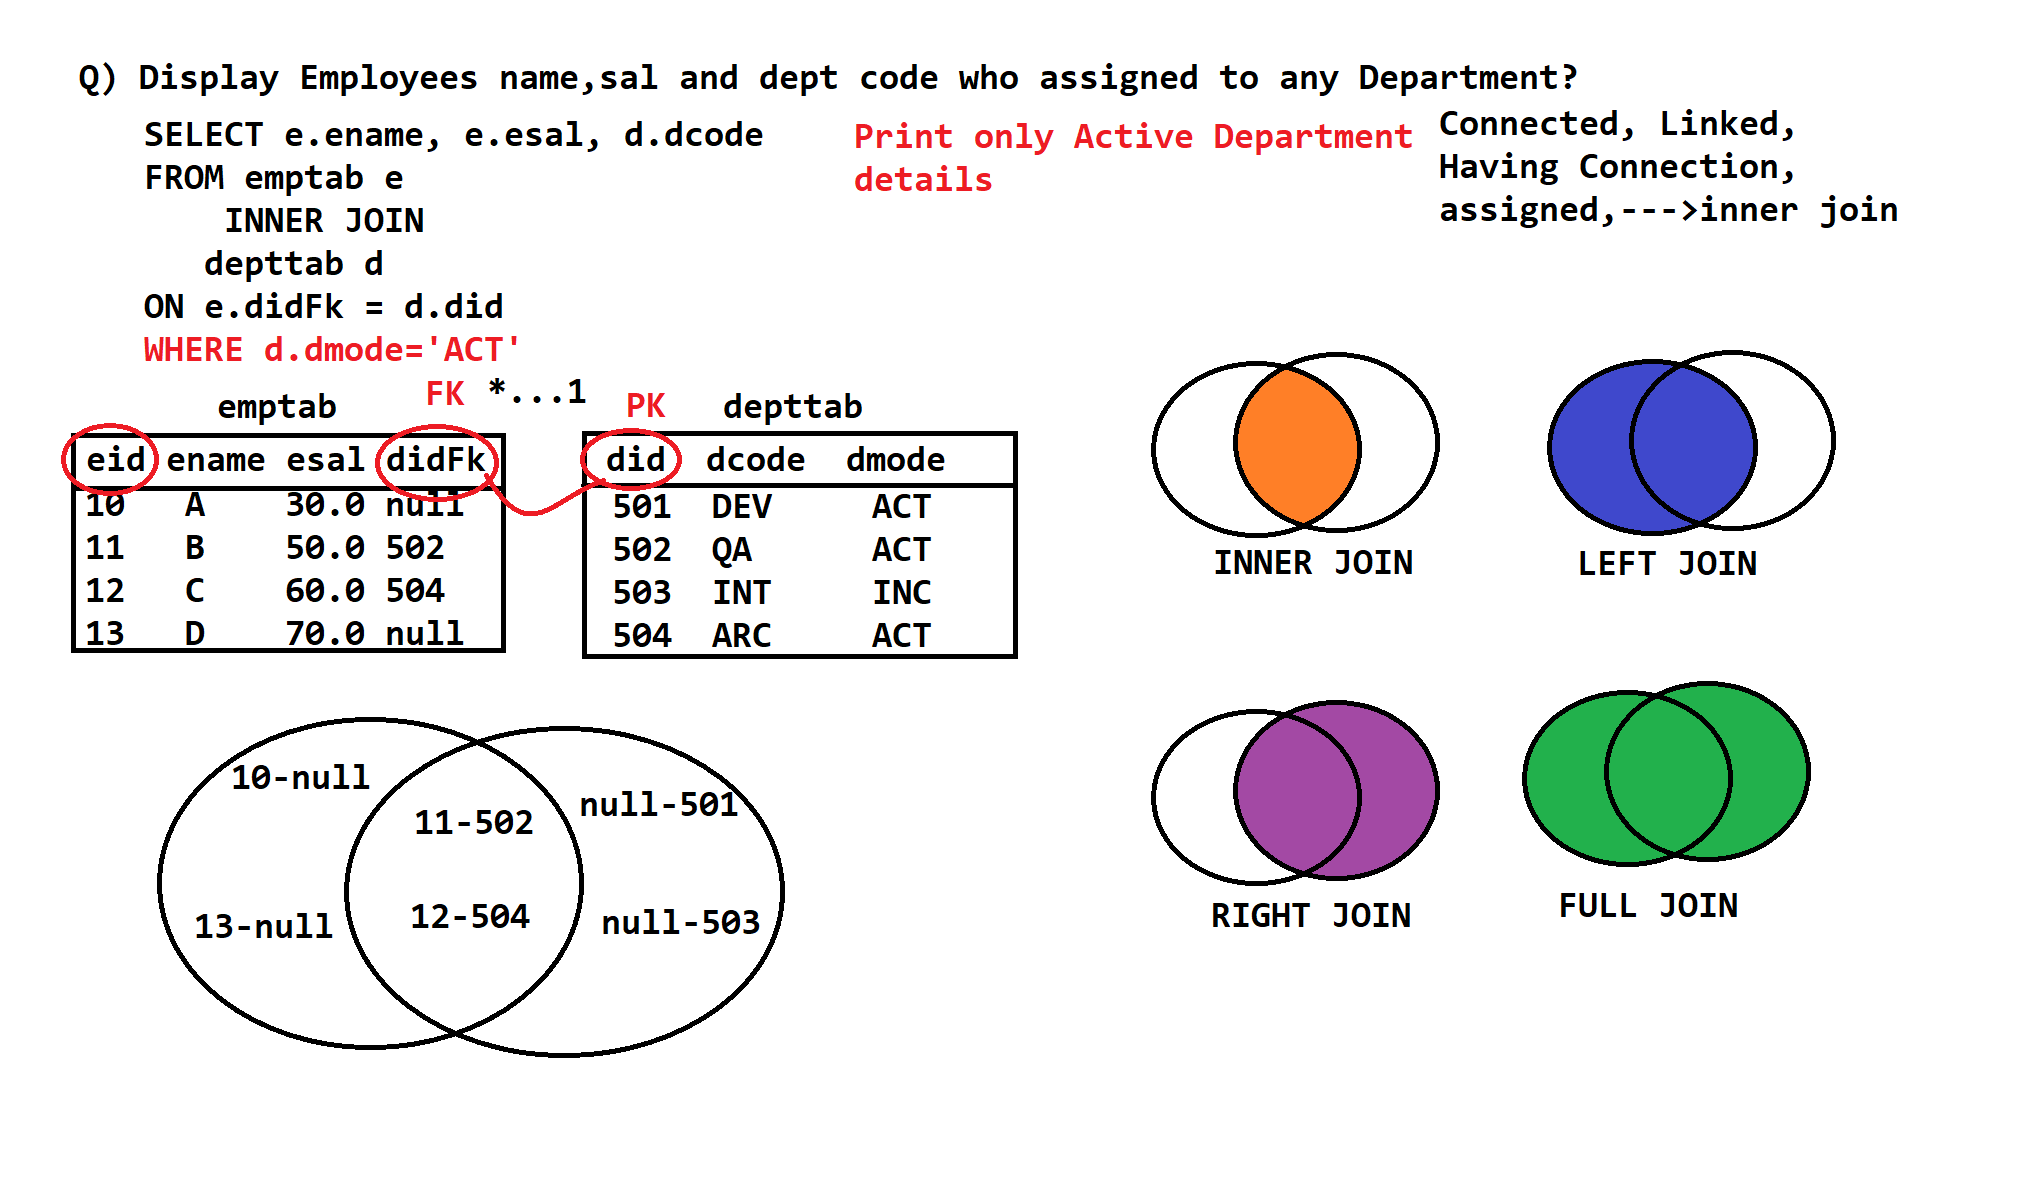 Q) Display Employees name,sal and dept code who assigned to any Department?
SELECT e.ename, e.esal, d.dcode
FROM emptab e
INNER JOIN
depttab d
ON e.didFk = d.did
WHERE d.dmode='ACT'
Print only Active Department
details
Connected, Linked,
Having Connection,
assigned,--->inner join
emptab
FK *...1
PK
depttab
eid ename esal didFk
10 A 30.0 null
11 B 50.0 502
12 C 60.0 504
13 D 70.0 null
did dcode dmode
501 DEV ACT
502 QA ACT
503 INT INC
504 ARC ACT
INNER JOIN
LEFT JOIN
10-null
11-502
null-501
13-null
12-504
null-503
RIGHT JOIN
FULL JOIN